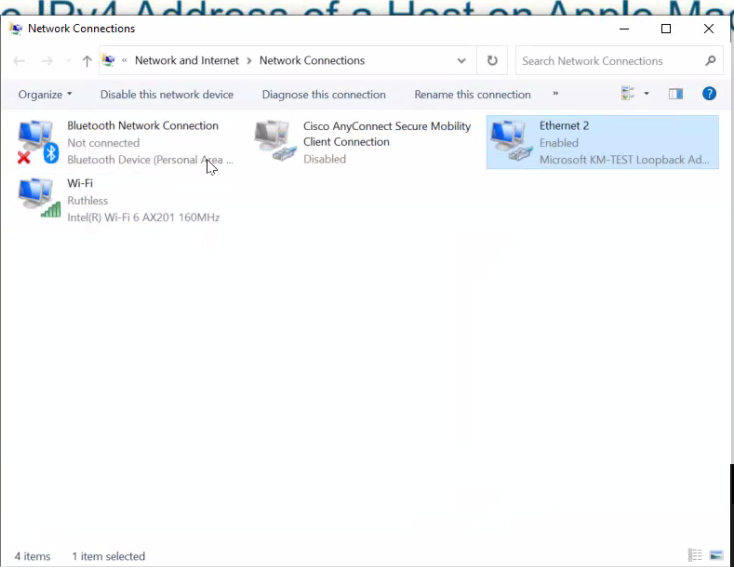 IPv4 Address of a Host on Apple Mac
Network Connections
« Network and Internet > Network Connections
Search Network Connections
Organize
Disable this network device
Diagnose this connection
Rename this connection
»
Bluetooth Network Connection
Not connected
Bluetooth Device (Personal Area ...
Cisco AnyConnect Secure Mobility
Client Connection
Disabled
Ethernet 2
Enabled
Microsoft KM-TEST Loopback Ad...
Wi-Fi
Ruthless
Intel(R) Wi-Fi 6 AX201 160MHz
4 items
1 item selected